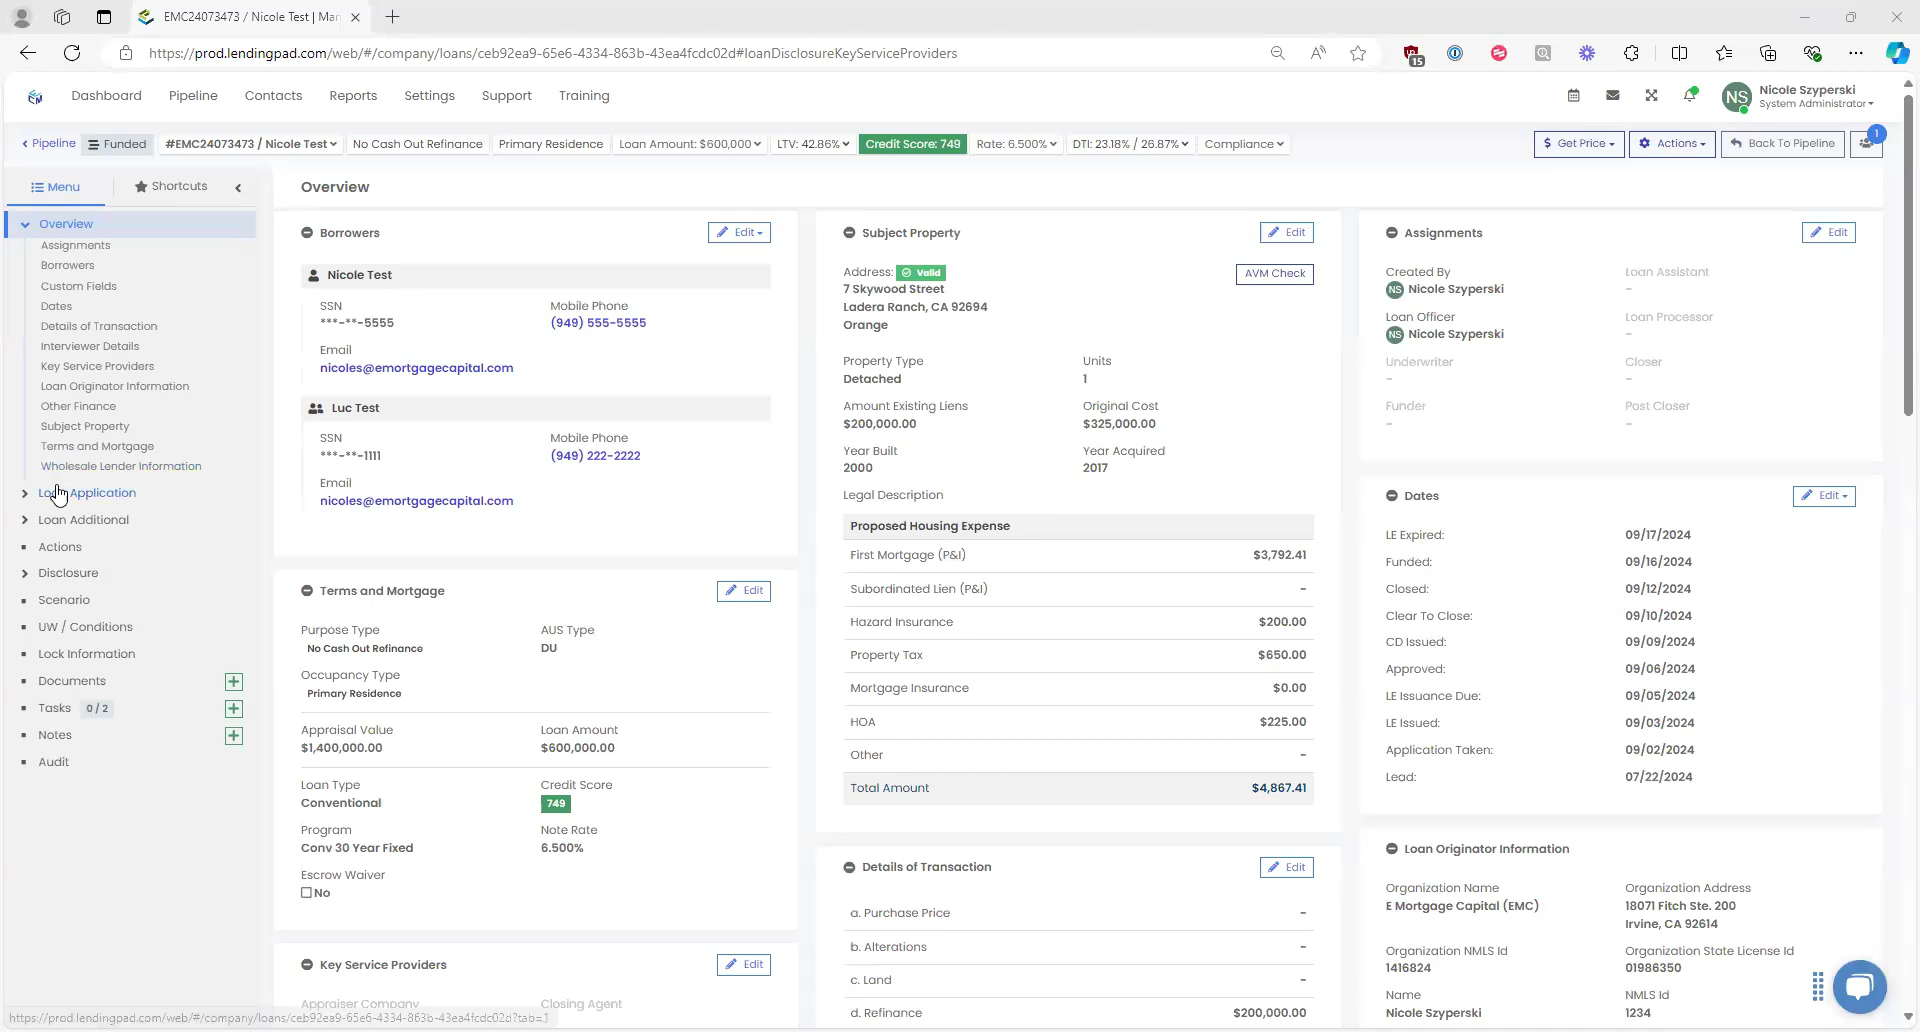 EMC24073473 / Nicole Test | Mar
https://prod.lendingpad.com/web/#/company/loans/ceb92ea9-65e6-4334-863b-43ea4fcdc02d#loanDisclosureKeyServiceProviders
15
Dashboard Pipeline Contacts Reports Settings Support Training
NS Nicole Szyperski
System Administrator
Pipeline Funded #EMC24073473 / Nicole Test No Cash Out Refinance Primary Residence Loan Amount: $600,000 LTV: 42.86% Credit Score: 749 Rate: 6.500% DTI: 23.18% / 26.87% Compliance $ Get Price Actions Back To Pipeline 1
Menu Shortcuts
Overview
Assignments
Borrowers
Custom Fields
Dates
Details of Transaction
Interviewer Details
Key Service Providers
Loan Originator Information
Other Finance
Subject Property
Terms and Mortgage
Wholesale Lender Information
Loan Application
Loan Additional
Actions
Disclosure
Scenario
UW / Conditions
Lock Information
Documents
Tasks 0 / 2
Notes
Audit
Overview
Borrowers Edit
Nicole Test
SSN Mobile Phone
***-**-5555 (949) 555-5555
Email
nicoles@emortgagecapital.com
Luc Test
SSN Mobile Phone
***-**-1111 (949) 222-2222
Email
nicoles@emortgagecapital.com
Terms and Mortgage Edit
Purpose Type AUS Type
No Cash Out Refinance DU
Occupancy Type
Primary Residence
Appraisal Value Loan Amount
$1,400,000.00 $600,000.00
Loan Type Credit Score
Conventional 749
Program Note Rate
Conv 30 Year Fixed 6.500%
Escrow Waiver
No
Key Service Providers Edit
Appraiser Company Closing Agent
Subject Property Edit
Address: Valid AVM Check
7 Skywood Street
Ladera Ranch, CA 92694
Orange
Property Type Units
Detached 1
Amount Existing Liens Original Cost
$200,000.00 $325,000.00
Year Built Year Acquired
2000 2017
Legal Description
Proposed Housing Expense
First Mortgage (P&I) $3,792.41
Subordinated Lien (P&I) -
Hazard Insurance $200.00
Property Tax $650.00
Mortgage Insurance $0.00
HOA $225.00
Other -
Total Amount $4,867.41
Details of Transaction Edit
a. Purchase Price -
b. Alterations -
c. Land -
d. Refinance $200,000.00
Assignments Edit
Created By Loan Assistant
NS Nicole Szyperski -
Loan Officer Loan Processor
NS Nicole Szyperski -
Underwriter Closer
- -
Funder Post Closer
- -
Dates Edit
LE Expired: 09/17/2024
Funded: 09/16/2024
Closed: 09/12/2024
Clear To Close: 09/10/2024
CD Issued: 09/09/2024
Approved: 09/06/2024
LE Issuance Due: 09/05/2024
LE Issued: 09/03/2024
Application Taken: 09/02/2024
Lead: 07/22/2024
Loan Originator Information
Organization Name Organization Address
E Mortgage Capital (EMC) 18071 Fitch Ste. 200
Irvine, CA 92614
Organization NMLS Id Organization State License Id
1416824 01986350
Name NMLS Id
Nicole Szyperski 1234
https://prod.lendingpad.com/web/#/company/loans/ceb92ea9-65e6-4334-863b-43ea4fcdc02d?tab=1